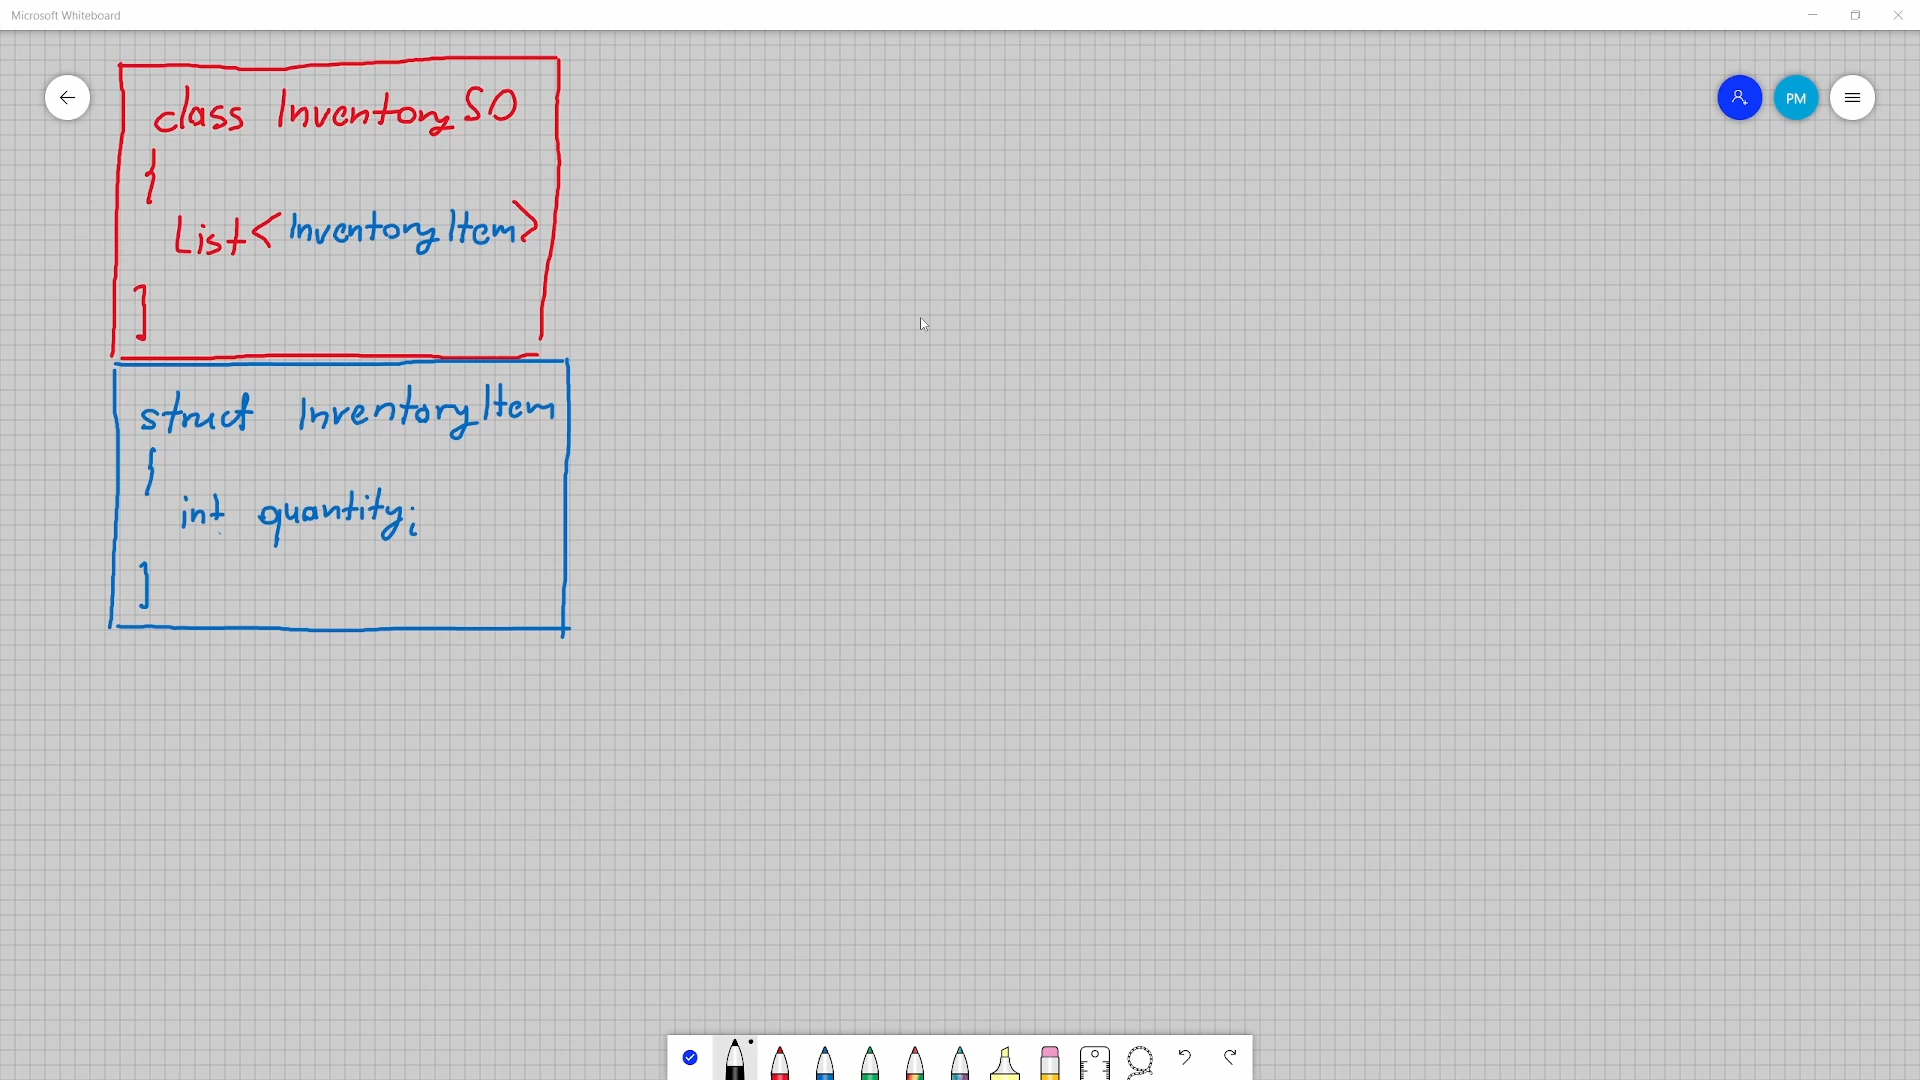 Microsoft Whiteboard
PM
class InventorySO
{
List<InventoryItem>
}
struct InventoryItem
{
int quantity;
}